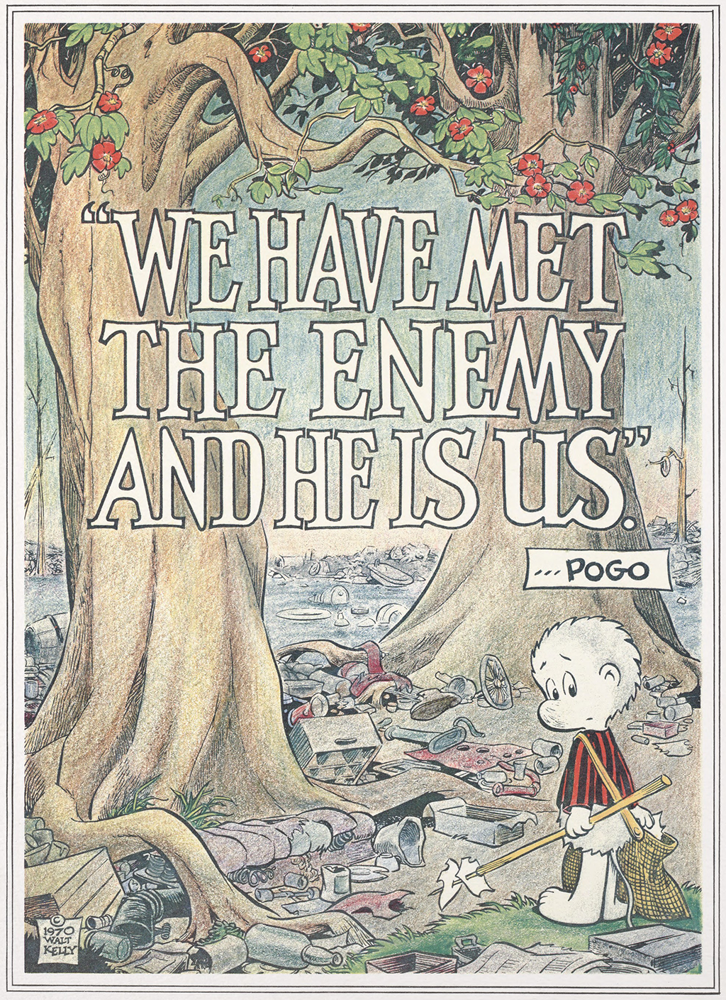 “WE HAVE MET
THE ENEMY
AND HE IS US.”
...POGO
© 
1970
WALT
KELLY